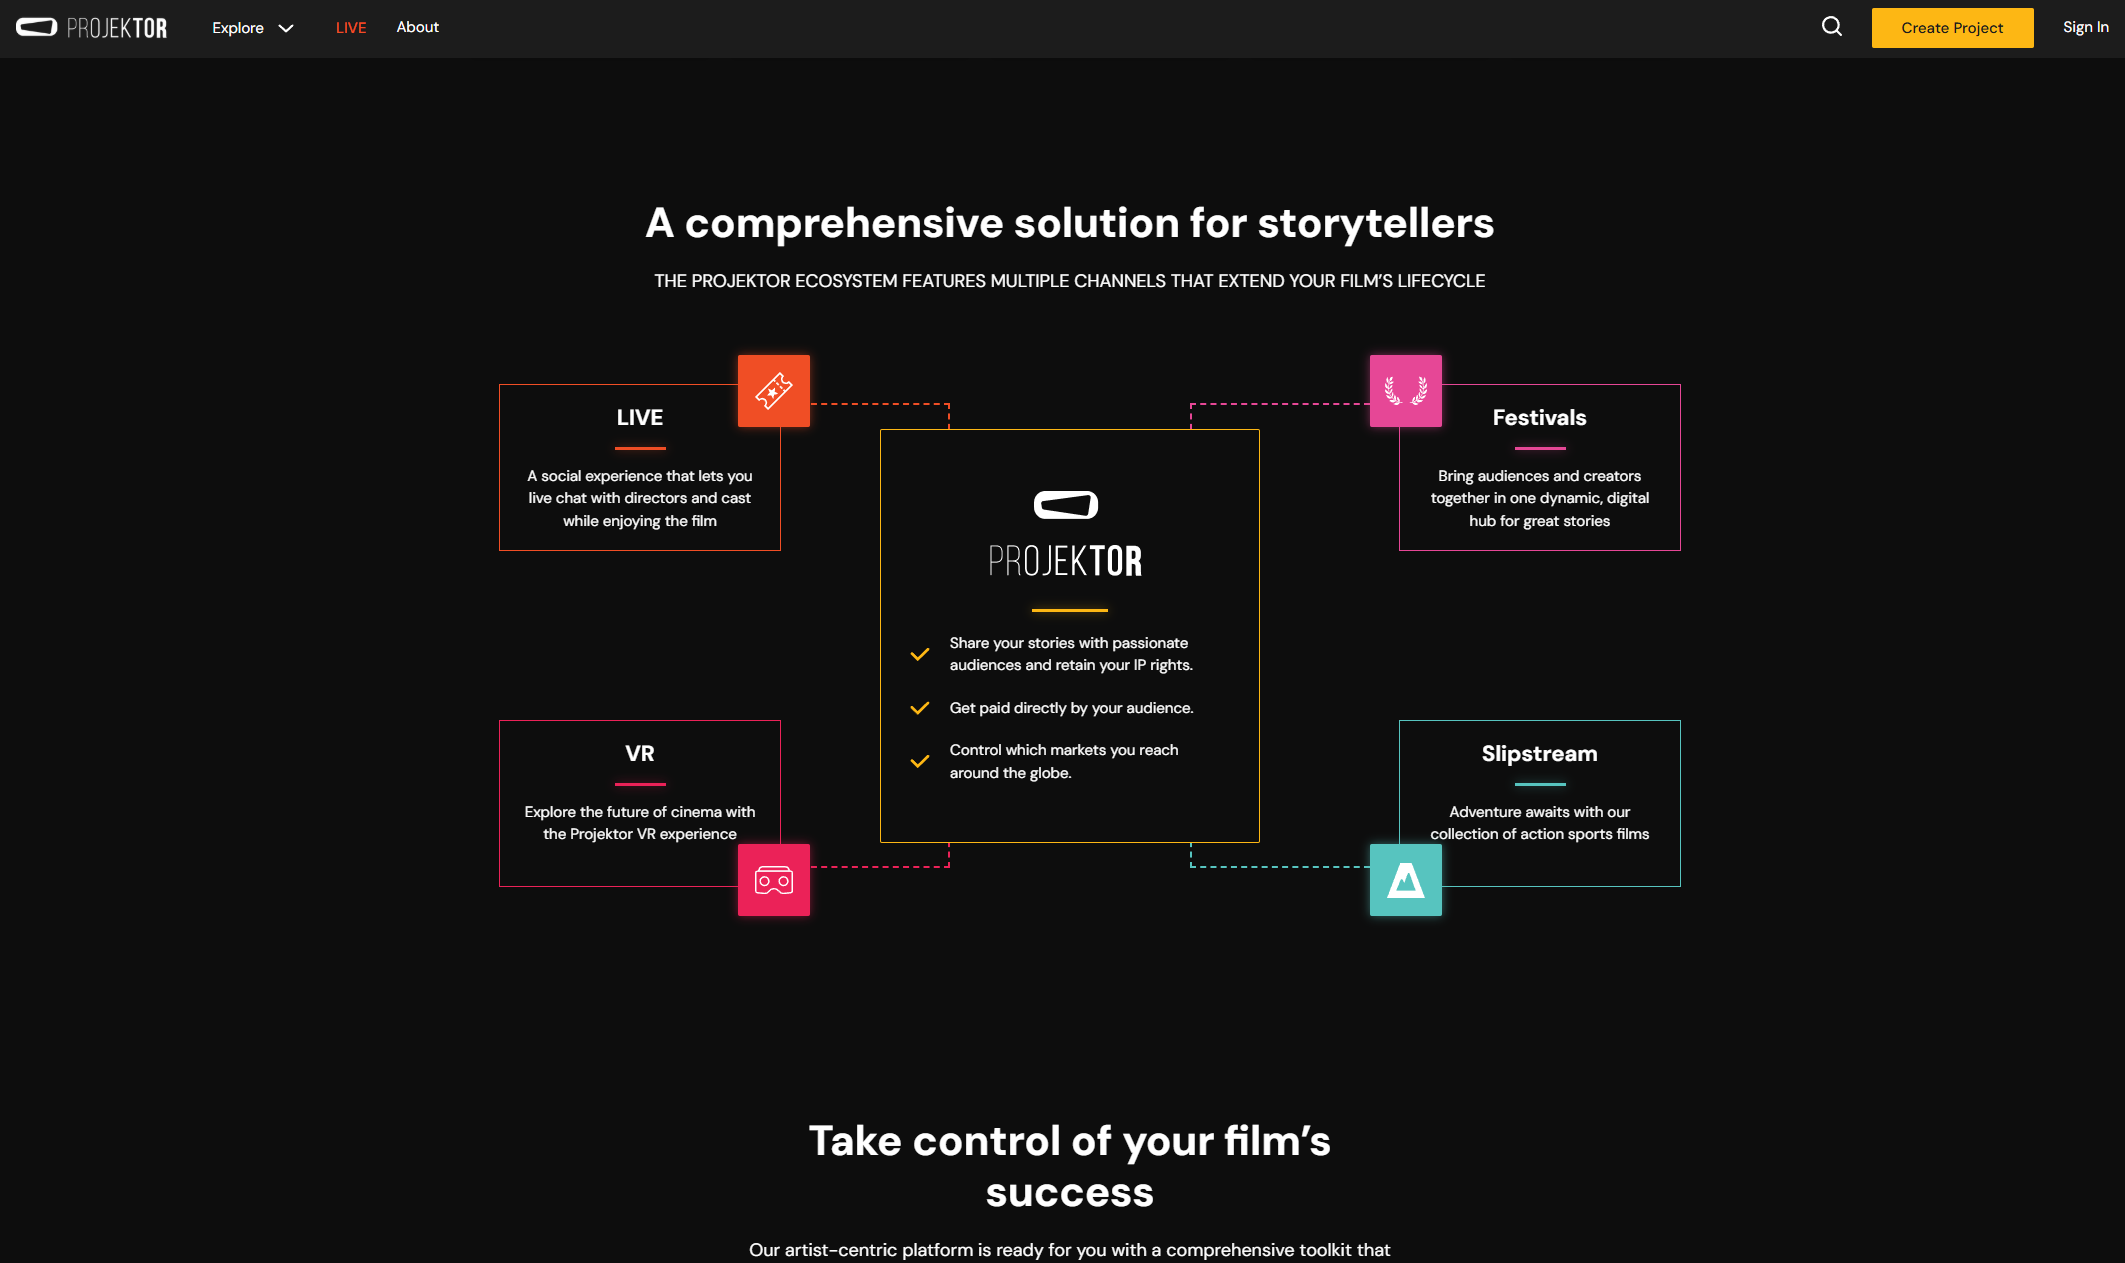 PROJEKTOR
Explore
LIVE
About
Create Project
Sign In
A comprehensive solution for storytellers
THE PROJEKTOR ECOSYSTEM FEATURES MULTIPLE CHANNELS THAT EXTEND YOUR FILM’S LIFECYCLE
LIVE
A social experience that lets you
live chat with directors and cast
while enjoying the film
Festivals
Bring audiences and creators
together in one dynamic, digital
hub for great stories
PROJEKTOR
Share your stories with passionate
audiences and retain your IP rights.
Get paid directly by your audience.
Control which markets you reach
around the globe.
VR
Explore the future of cinema with
the Projektor VR experience
Slipstream
Adventure awaits with our
collection of action sports films
Take control of your film’s
success
Our artist-centric platform is ready for you with a comprehensive toolkit that